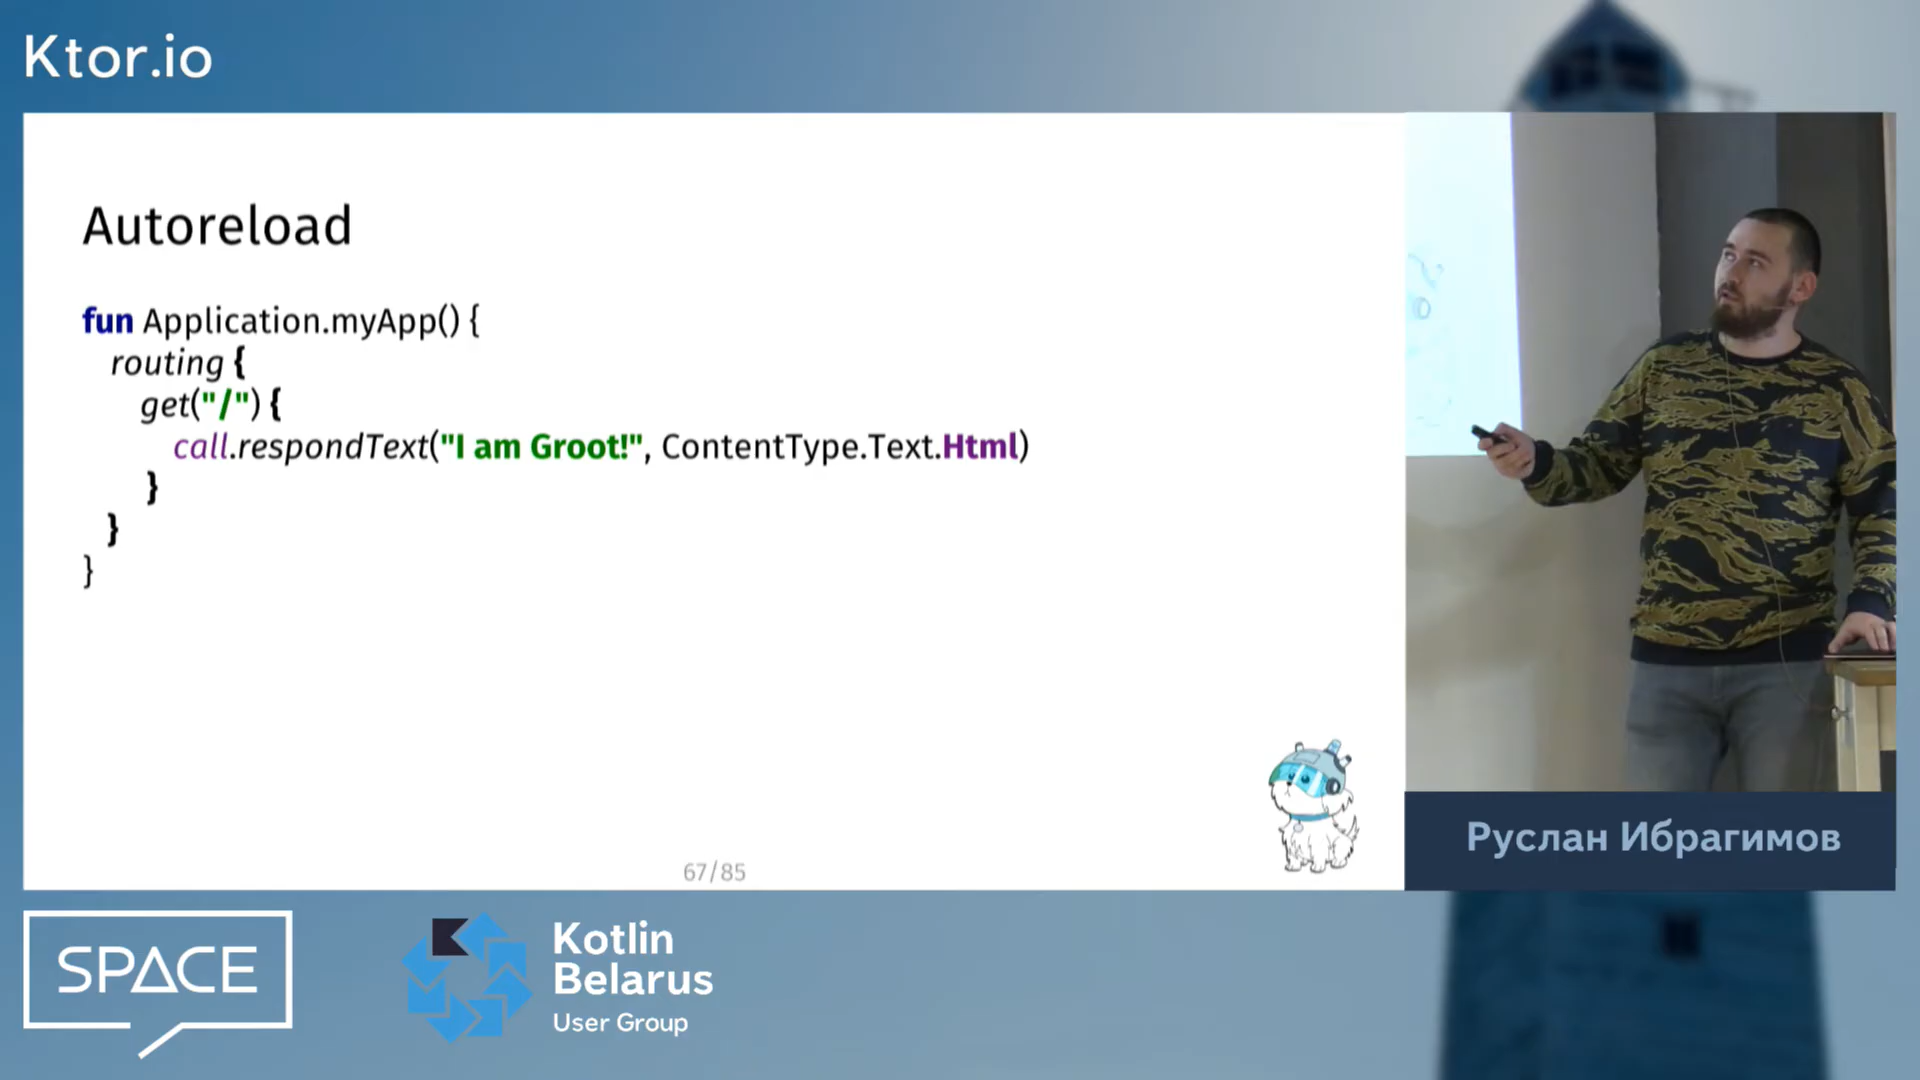 Ktor.io
Autoreload
fun Application.myApp() {
routing {
get("/") {
call.respondText("I am Groot!", ContentType.Text.Html)
}
}
}
67/85
Руслан Ибрагимов
SPACE
Kotlin
Belarus
User Group